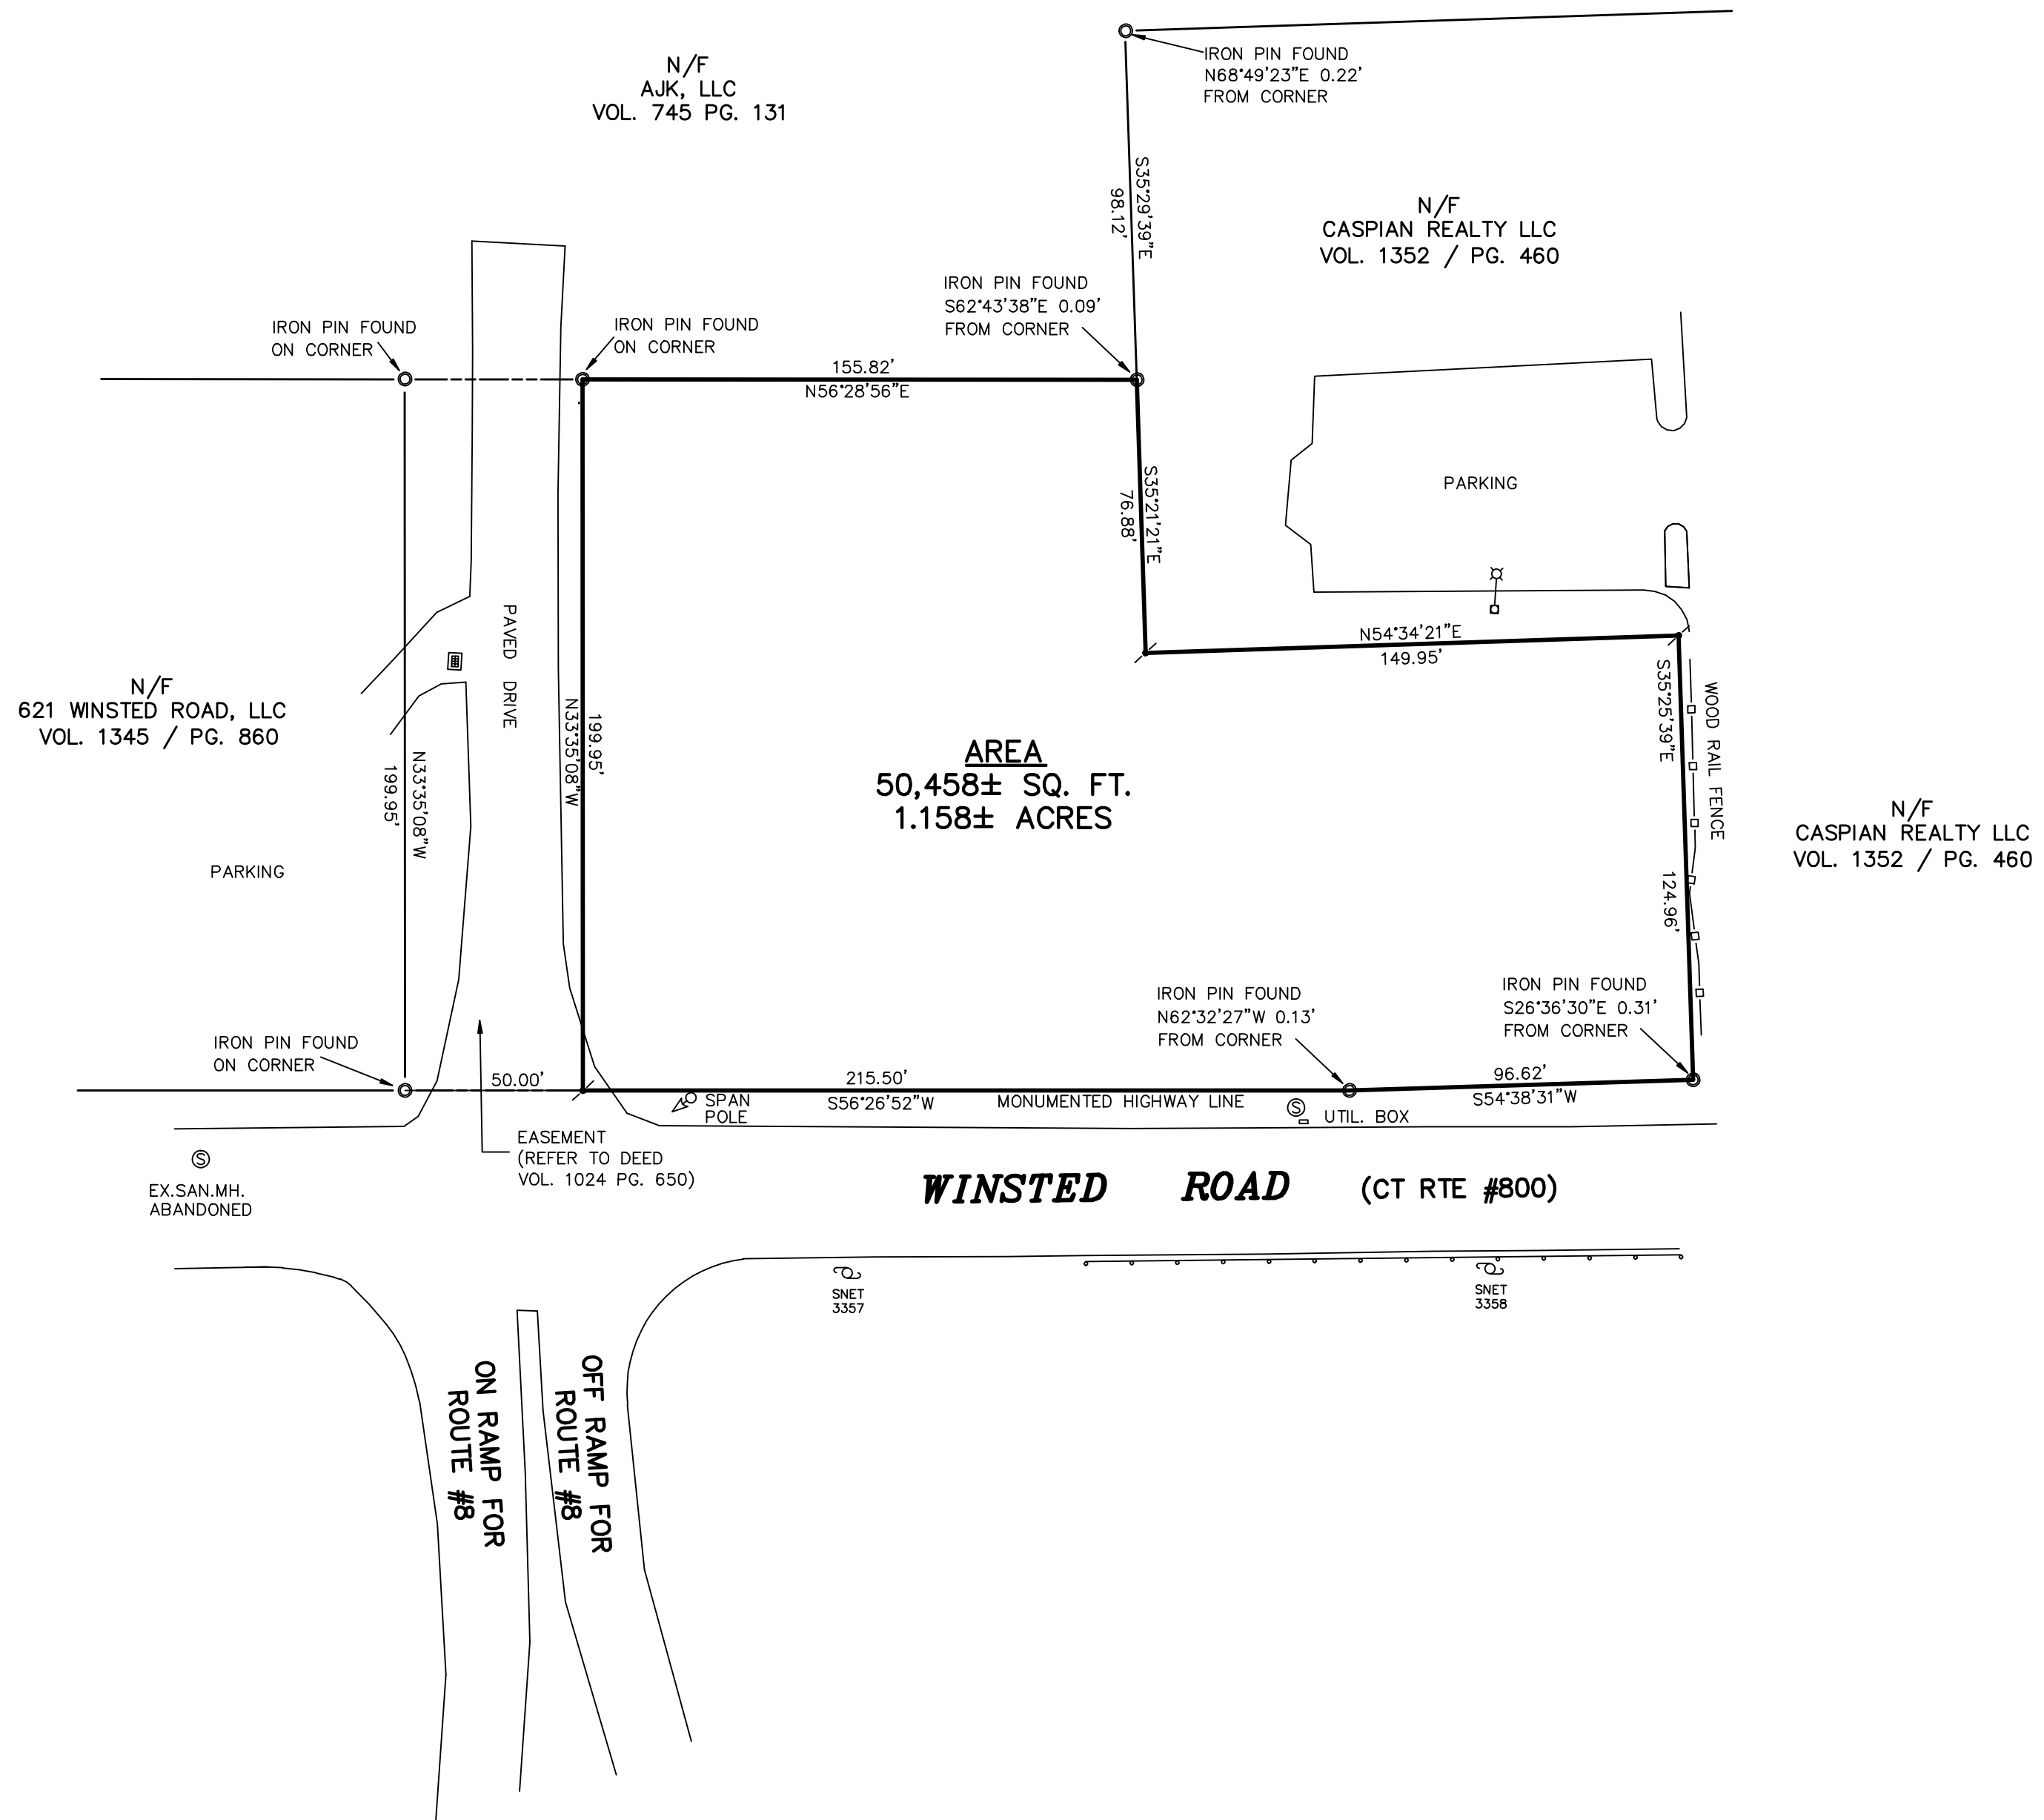 N/F
AJK, LLC
VOL. 745 PG. 131
IRON PIN FOUND
N68°49'23"E 0.22'
FROM CORNER
S35°29'39"E
98.12'
N/F
CASPIAN REALTY LLC
VOL. 1352 / PG. 460
IRON PIN FOUND
S62°43'38"E 0.09'
FROM CORNER
IRON PIN FOUND
ON CORNER
IRON PIN FOUND
ON CORNER
155.82'
N56°28'56"E
S35°21'21"E
76.88'
PARKING
PAVED DRIVE
N54°34'21"E
149.95'
N/F
621 WINSTED ROAD, LLC
VOL. 1345 / PG. 860
N33°35'08"W
199.95'
199.95'
N33°35'08"W
AREA
50,458± SQ. FT.
1.158± ACRES
S35°25'39"E
124.96'
WOOD RAIL FENCE
N/F
CASPIAN REALTY LLC
VOL. 1352 / PG. 460
PARKING
IRON PIN FOUND
N62°32'27"W 0.13'
FROM CORNER
IRON PIN FOUND
S26°36'30"E 0.31'
FROM CORNER
IRON PIN FOUND
ON CORNER
50.00'
215.50'
S56°26'52"W
MONUMENTED HIGHWAY LINE
96.62'
S54°38'31"W
SPAN
POLE
S
UTIL. BOX
EASEMENT
(REFER TO DEED
VOL. 1024 PG. 650)
S
EX.SAN.MH.
ABANDONED
WINSTED ROAD (CT RTE #800)
SNET
3357
SNET
3358
ON RAMP FOR
ROUTE #8
OFF RAMP FOR
ROUTE #8